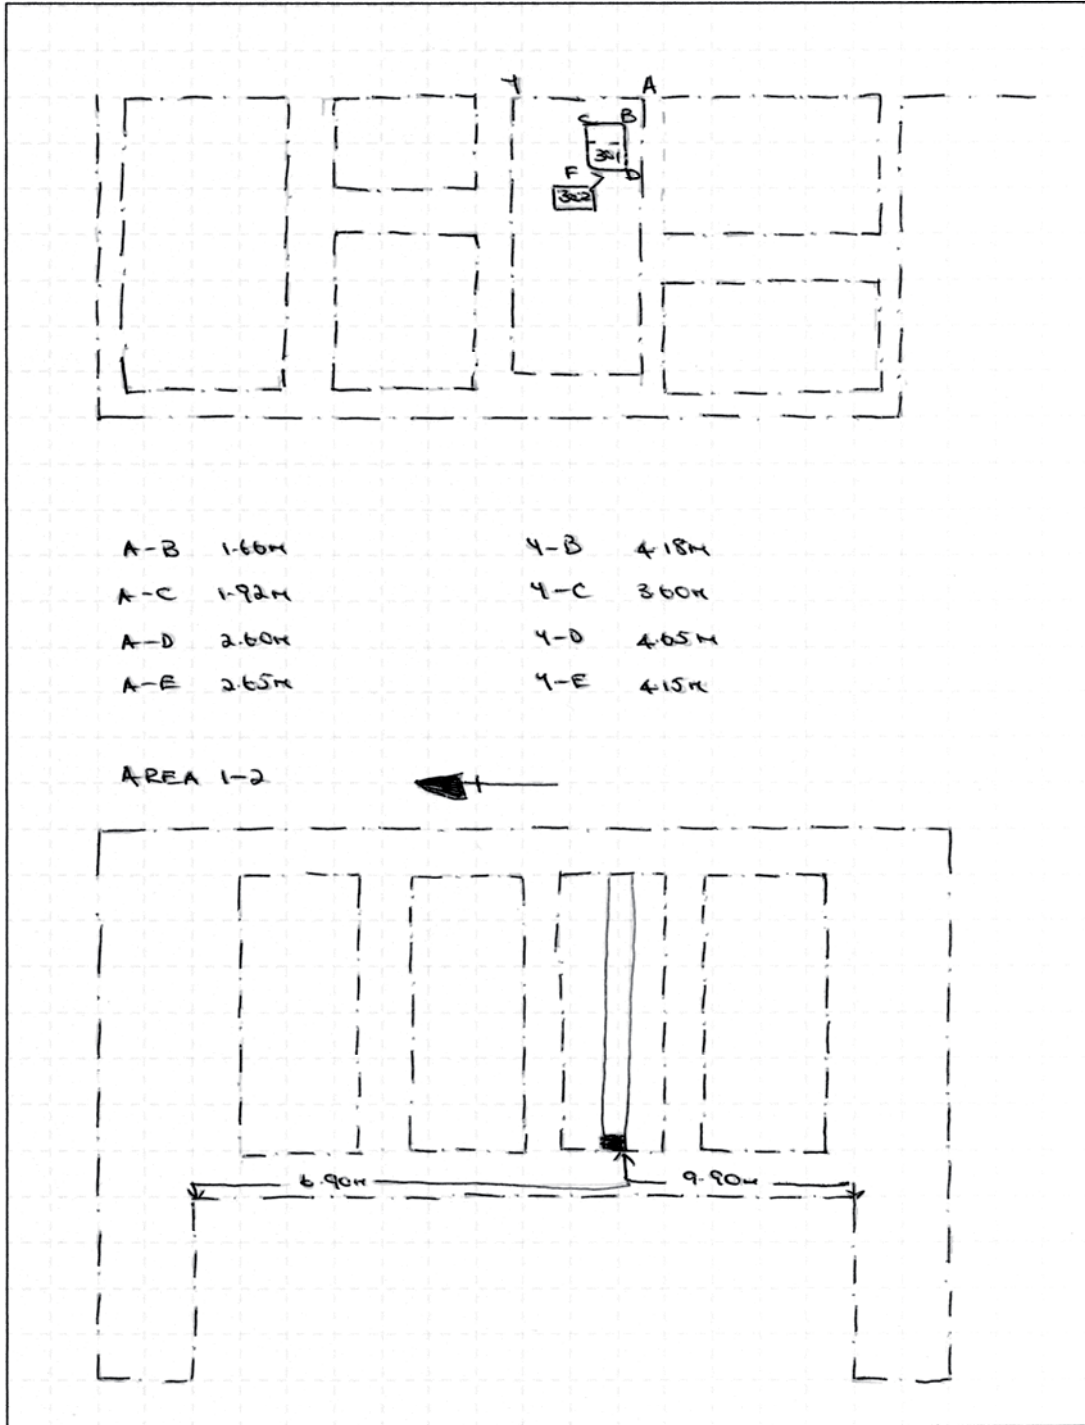 Y A
C B
301
F D
302
A-B 1.66M Y-B 4.18M
A-C 1.92M Y-C 3.60M
A-D 2.60M Y-D 4.65M
A-E 2.65M Y-E 4.15M
AREA 1-2
6.90M 9.90M